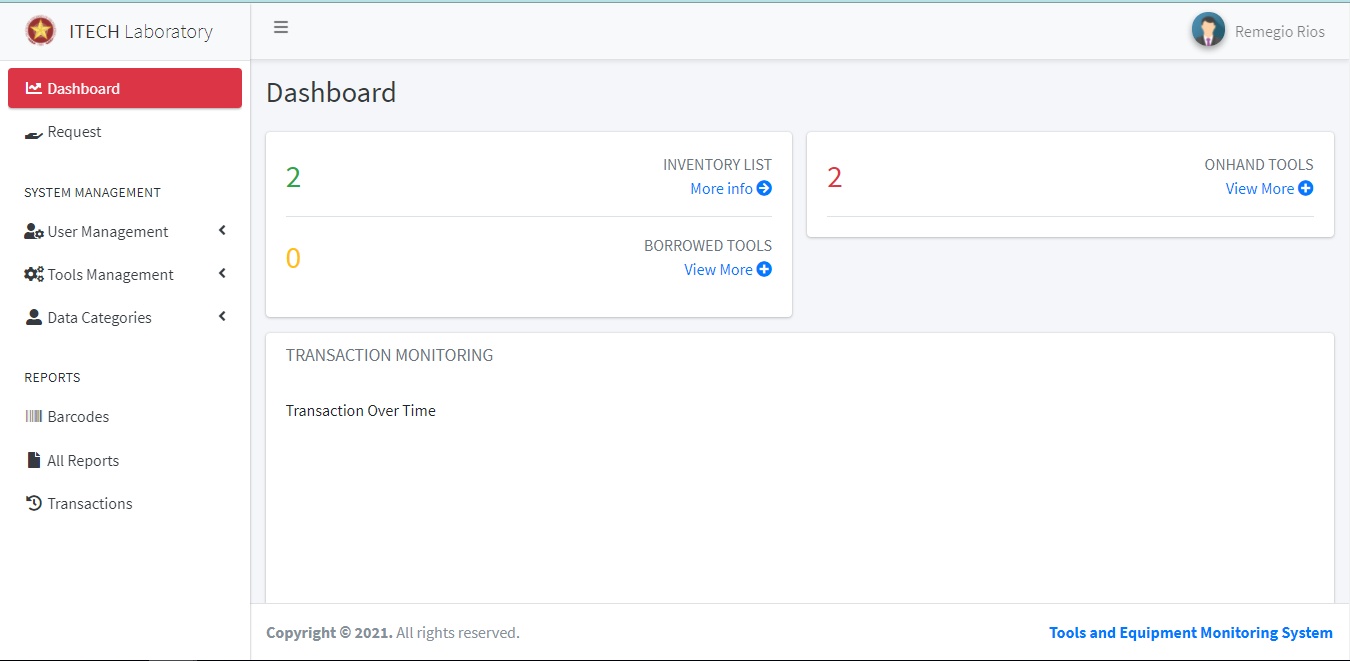 ITECH Laboratory
Remegio Rios
Dashboard
Request
SYSTEM MANAGEMENT
User Management
Tools Management
Data Categories
REPORTS
Barcodes
All Reports
Transactions
Dashboard
2
INVENTORY LIST
More info
0
BORROWED TOOLS
View More
2
ONHAND TOOLS
View More
TRANSACTION MONITORING
Transaction Over Time
Copyright © 2021. All rights reserved.
Tools and Equipment Monitoring System